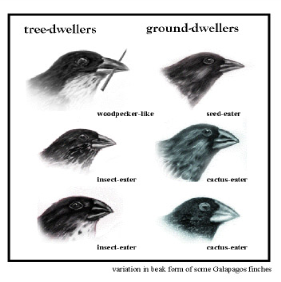 tree-dwellers ground-dwellers
woodpecker-like seed-eater
insect-eater cactus-eater
insect-eater cactus-eater
variation in beak form of some Galapagos finches